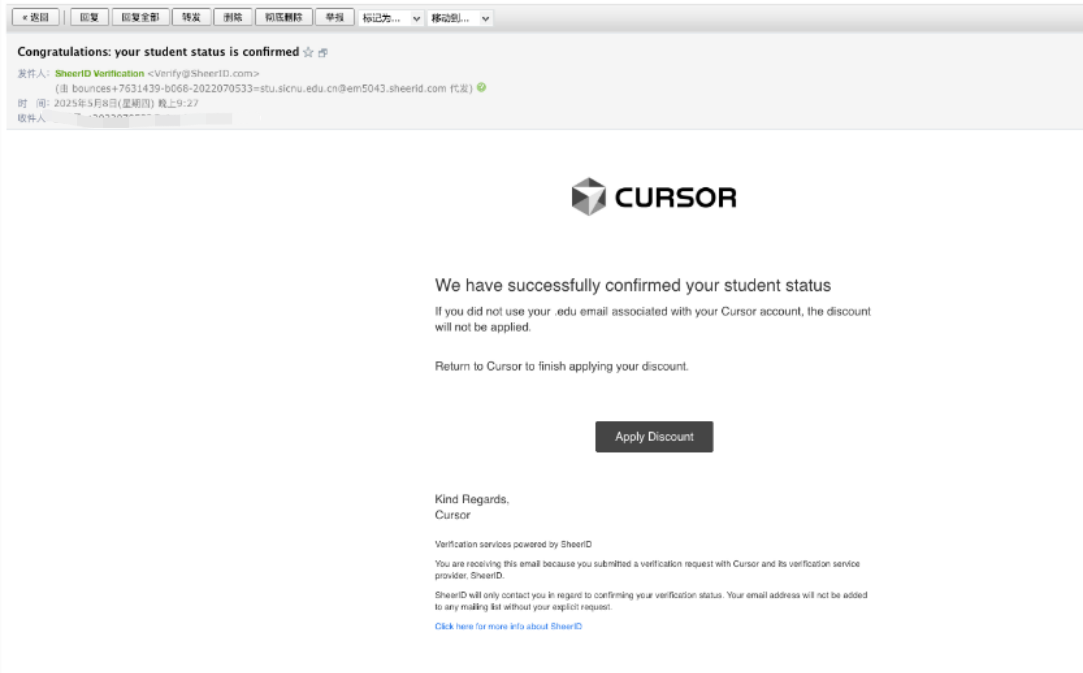 « 返回 回复 回复全部 转发 删除 彻底删除 举报 标记为... 移动到...
Congratulations: your student status is confirmed
发件人: SheerID Verification <Verify@SheerID.com>
(由 bounces+7631439-b068-2022070533=stu.sicnu.edu.cn@em5043.sheerid.com 代发)
时 间: 2025年5月8日(星期四) 晚上9:27
收件人
CURSOR
We have successfully confirmed your student status
If you did not use your .edu email associated with your Cursor account, the discount
will not be applied.
Return to Cursor to finish applying your discount.
Apply Discount
Kind Regards,
Cursor
Verification services powered by SheerID
You are receiving this email because you submitted a verification request with Cursor and its verification service
provider, SheerID.
SheerID will only contact you in regard to confirming your verification status. Your email address will not be added
to any mailing list without your explicit request.
Click here for more info about SheerID